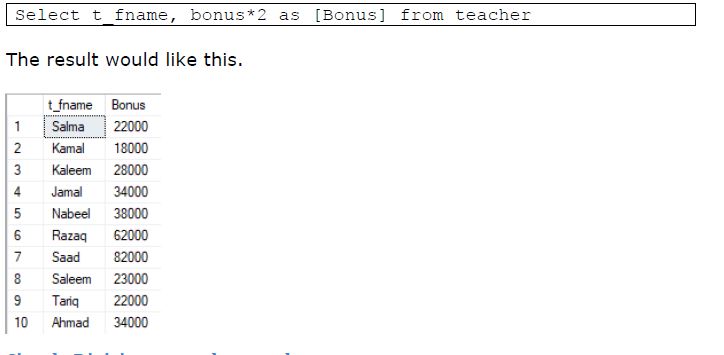 Select t_fname, bonus*2 as [Bonus] from teacher
The result would like this.
t_fname Bonus
1 Salma 22000
2 Kamal 18000
3 Kaleem 28000
4 Jamal 34000
5 Nabeel 38000
6 Razaq 62000
7 Saad 82000
8 Saleem 23000
9 Tariq 22000
10 Ahmad 34000